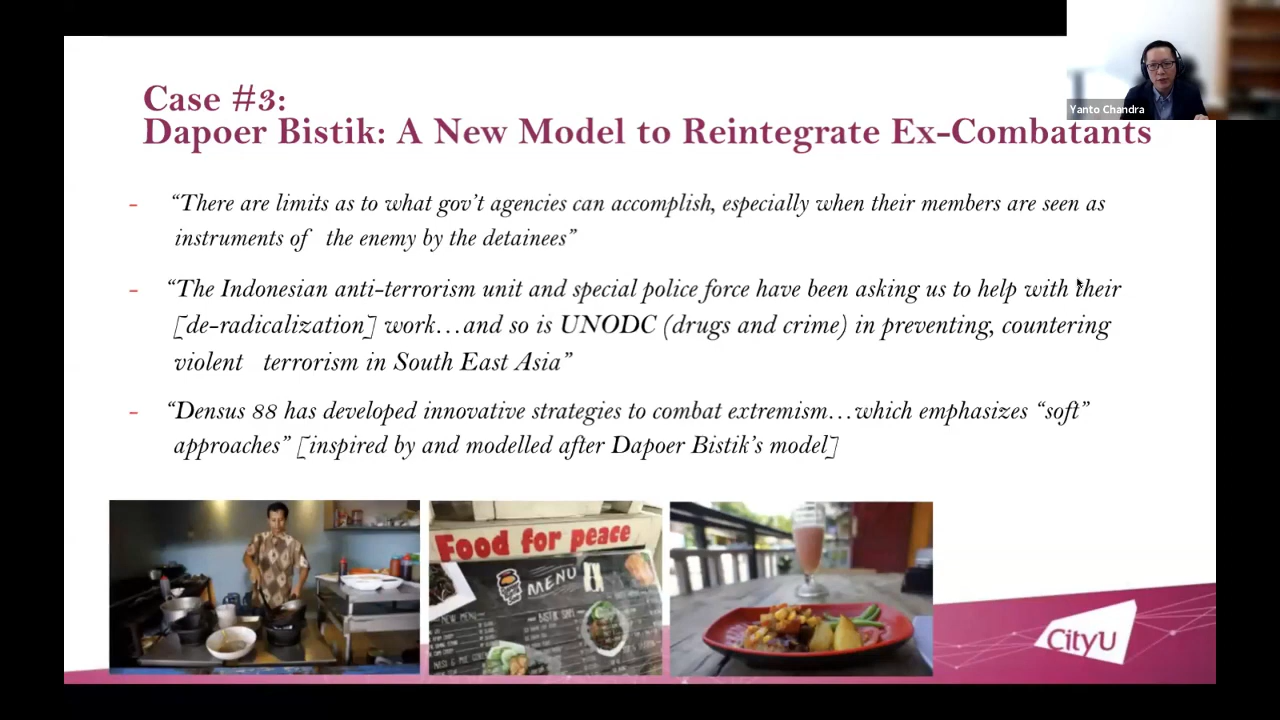 Yanto Chandra
Case #3:
Dapoer Bistik: A New Model to Reintegrate Ex-Combatants
- “There are limits as to what gov’t agencies can accomplish, especially when their members are seen as
instruments of the enemy by the detainees”
- “The Indonesian anti-terrorism unit and special police force have been asking us to help with their
[de-radicalization] work…and so is UNODC (drugs and crime) in preventing, countering
violent terrorism in South East Asia”
- “Densus 88 has developed innovative strategies to combat extremism…which emphasizes “soft”
approaches” [inspired by and modelled after Dapoer Bistik’s model]
Food for peace
MENU
NEW MENU
BISTIK
CityU